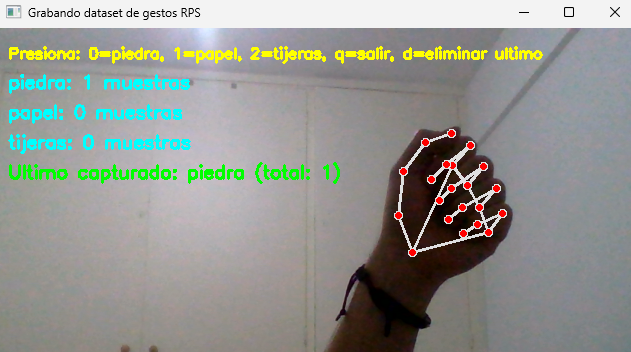 Grabando dataset de gestos RPS
Presiona: 0=piedra, 1=papel, 2=tijeras, q=salir, d=eliminar ultimo
piedra: 1 muestras
papel: 0 muestras
tijeras: 0 muestras
Ultimo capturado: piedra (total: 1)